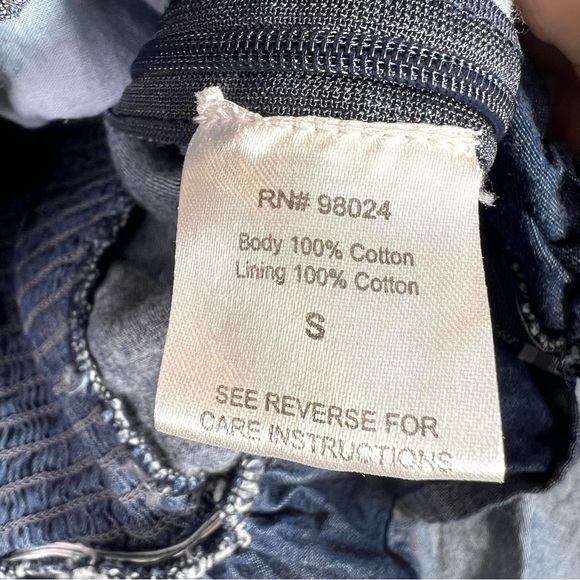 RN# 98024
Body 100% Cotton
Lining 100% Cotton
S
SEE REVERSE FOR
CARE INSTRUCTIONS